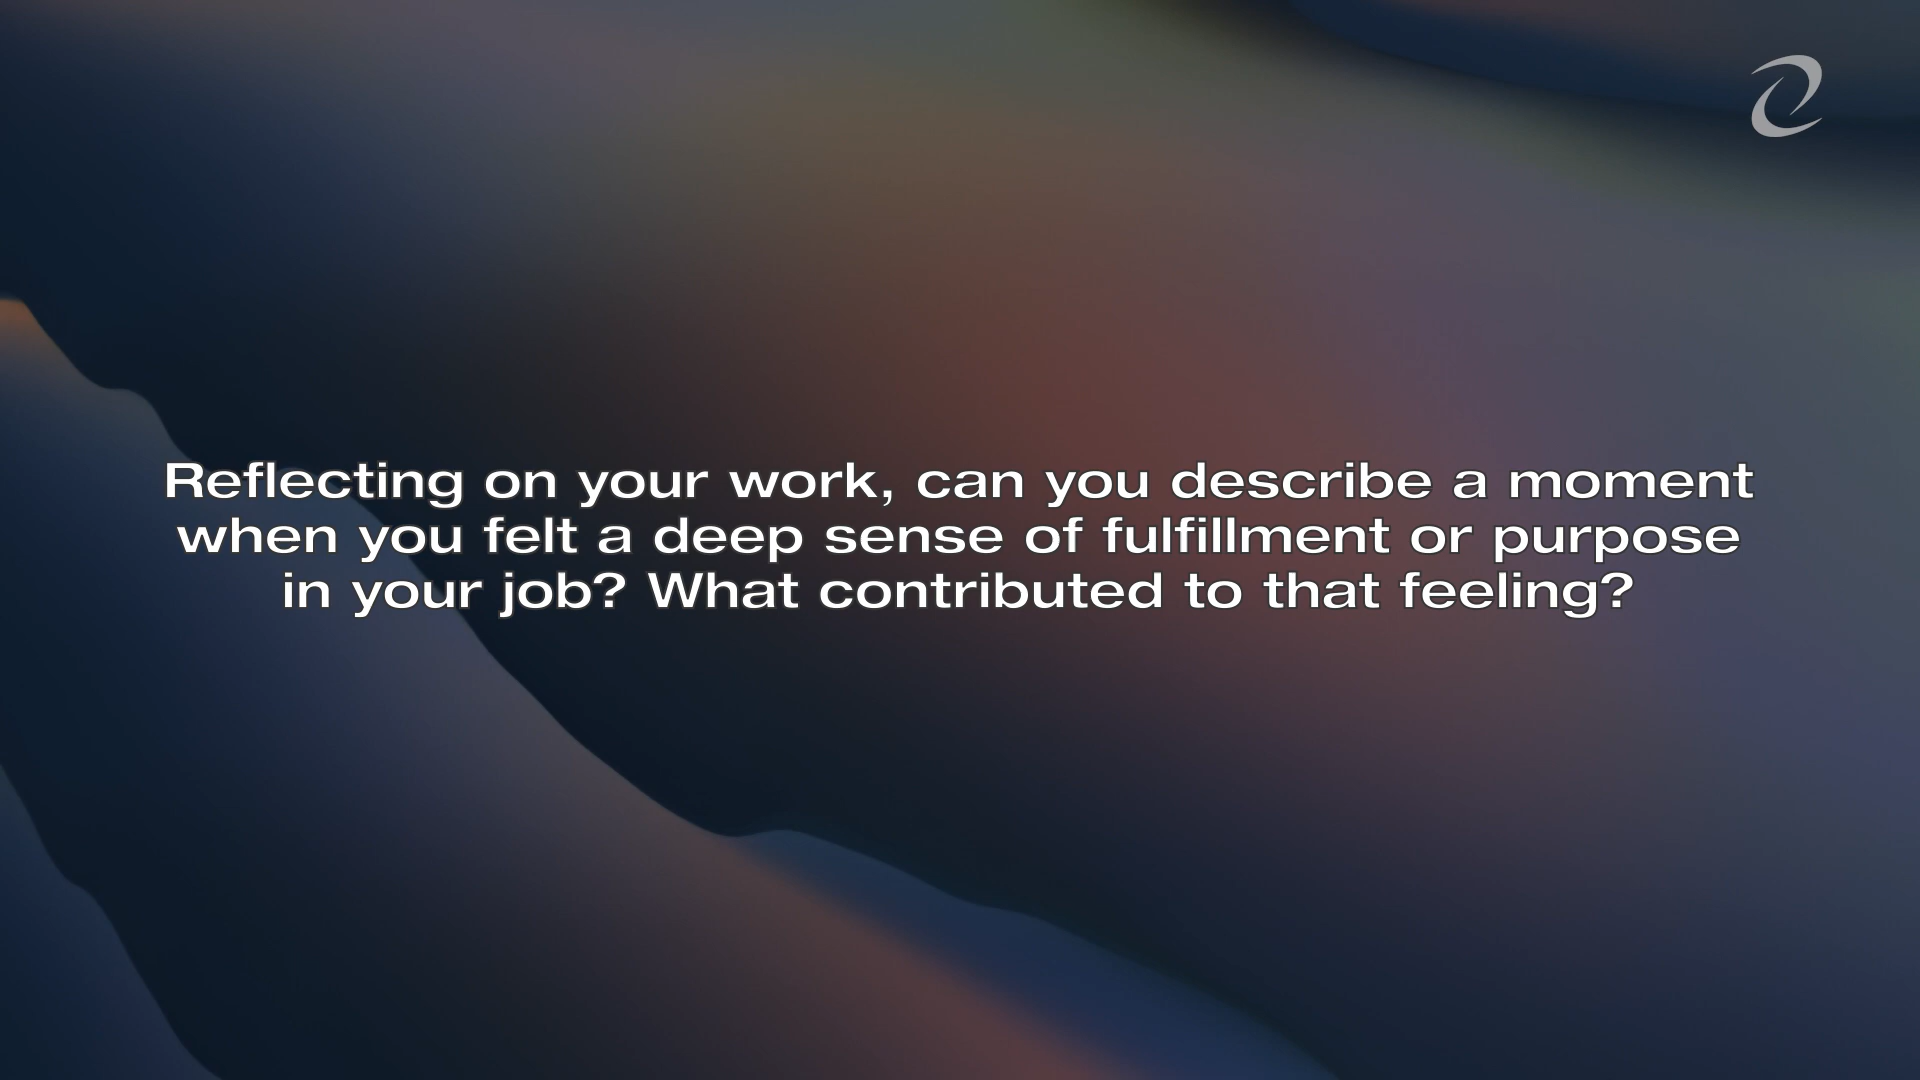 Reflecting on your work, can you describe a moment
when you felt a deep sense of fulfillment or purpose
in your job? What contributed to that feeling?